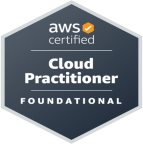 aws
certified
Cloud
Practitioner
FOUNDATIONAL